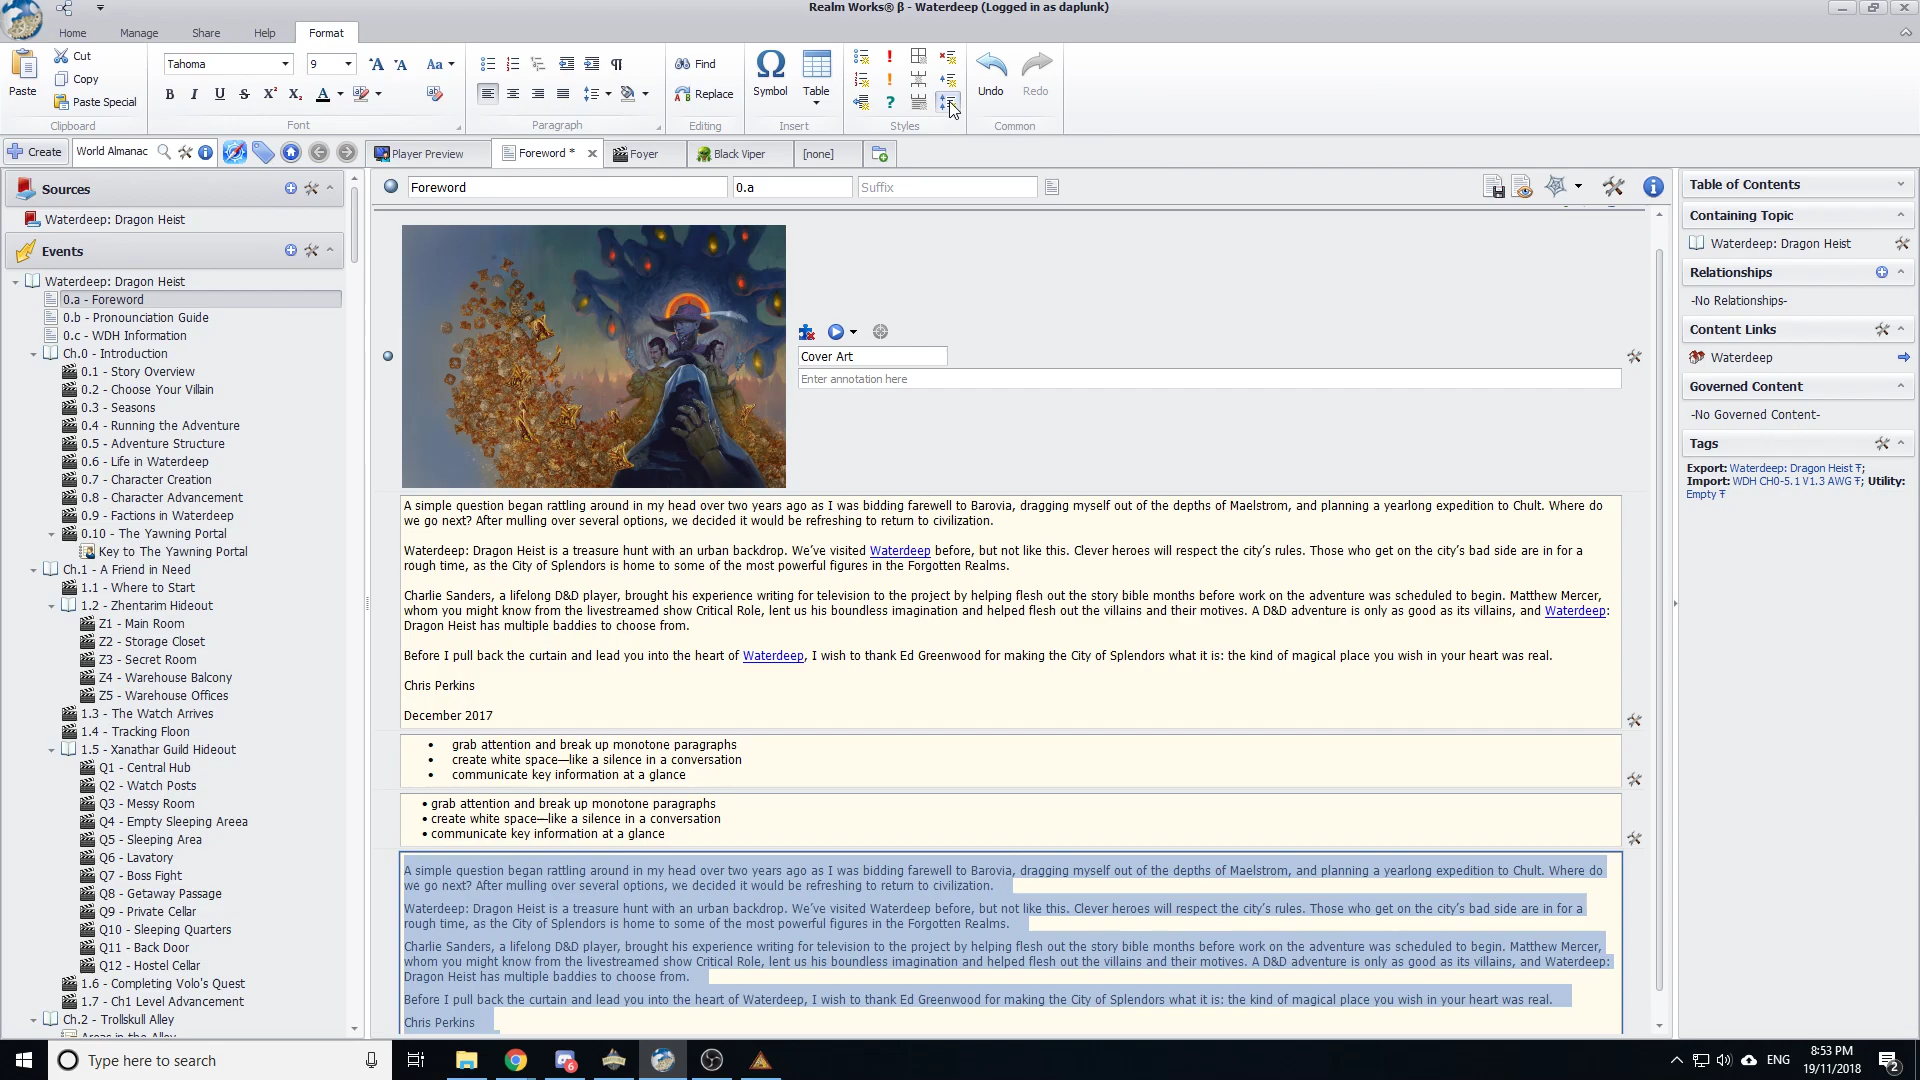 Realm Works® β - Waterdeep (Logged in as daplunk)
Home Manage Share Help Format
Paste
Cut
Copy
Paste Special
Clipboard
Tahoma 9
Font
Paragraph
Find
Replace
Editing
Symbol
Table
Insert
Styles
Undo
Redo
Common
Create World Almanac
Player Preview Foreword * Foyer Black Viper [none]
Sources
Waterdeep: Dragon Heist
Events
Waterdeep: Dragon Heist
0.a - Foreword
0.b - Pronounciation Guide
0.c - WDH Information
Ch.0 - Introduction
0.1 - Story Overview
0.2 - Choose Your Villain
0.3 - Seasons
0.4 - Running the Adventure
0.5 - Adventure Structure
0.6 - Life in Waterdeep
0.7 - Character Creation
0.8 - Character Advancement
0.9 - Factions in Waterdeep
0.10 - The Yawning Portal
Key to The Yawning Portal
Ch.1 - A Friend in Need
1.1 - Where to Start
1.2 - Zhentarim Hideout
Z1 - Main Room
Z2 - Storage Closet
Z3 - Secret Room
Z4 - Warehouse Balcony
Z5 - Warehouse Offices
1.3 - The Watch Arrives
1.4 - Tracking Floon
1.5 - Xanathar Guild Hideout
Q1 - Central Hub
Q2 - Watch Posts
Q3 - Messy Room
Q4 - Empty Sleeping Areea
Q5 - Sleeping Area
Q6 - Lavatory
Q7 - Boss Fight
Q8 - Getaway Passage
Q9 - Private Cellar
Q10 - Sleeping Quarters
Q11 - Back Door
Q12 - Hostel Cellar
1.6 - Completing Volo's Quest
1.7 - Ch1 Level Advancement
Ch.2 - Trollskull Alley
Areas in the Alley
Foreword 0.a Suffix
Cover Art
Enter annotation here
A simple question began rattling around in my head over two years ago as I was bidding farewell to Barovia, dragging myself out of the depths of Maelstrom, and planning a yearlong expedition to Chult. Where do
we go next? After mulling over several options, we decided it would be refreshing to return to civilization.
Waterdeep: Dragon Heist is a treasure hunt with an urban backdrop. We’ve visited Waterdeep before, but not like this. Clever heroes will respect the city’s rules. Those who get on the city’s bad side are in for a
rough time, as the City of Splendors is home to some of the most powerful figures in the Forgotten Realms.
Charlie Sanders, a lifelong D&D player, brought his experience writing for television to the project by helping flesh out the story bible months before work on the adventure was scheduled to begin. Matthew Mercer,
whom you might know from the livestreamed show Critical Role, lent us his boundless imagination and helped flesh out the villains and their motives. A D&D adventure is only as good as its villains, and Waterdeep:
Dragon Heist has multiple baddies to choose from.
Before I pull back the curtain and lead you into the heart of Waterdeep, I wish to thank Ed Greenwood for making the City of Splendors what it is: the kind of magical place you wish in your heart was real.
Chris Perkins
December 2017
• grab attention and break up monotone paragraphs
• create white space—like a silence in a conversation
• communicate key information at a glance
• grab attention and break up monotone paragraphs
• create white space—like a silence in a conversation
• communicate key information at a glance
A simple question began rattling around in my head over two years ago as I was bidding farewell to Barovia, dragging myself out of the depths of Maelstrom, and planning a yearlong expedition to Chult. Where do
we go next? After mulling over several options, we decided it would be refreshing to return to civilization.
Waterdeep: Dragon Heist is a treasure hunt with an urban backdrop. We’ve visited Waterdeep before, but not like this. Clever heroes will respect the city’s rules. Those who get on the city’s bad side are in for a
rough time, as the City of Splendors is home to some of the most powerful figures in the Forgotten Realms.
Charlie Sanders, a lifelong D&D player, brought his experience writing for television to the project by helping flesh out the story bible months before work on the adventure was scheduled to begin. Matthew Mercer,
whom you might know from the livestreamed show Critical Role, lent us his boundless imagination and helped flesh out the villains and their motives. A D&D adventure is only as good as its villains, and Waterdeep:
Dragon Heist has multiple baddies to choose from.
Before I pull back the curtain and lead you into the heart of Waterdeep, I wish to thank Ed Greenwood for making the City of Splendors what it is: the kind of magical place you wish in your heart was real.
Chris Perkins
Table of Contents
Containing Topic
Waterdeep: Dragon Heist
Relationships
-No Relationships-
Content Links
Waterdeep
Governed Content
-No Governed Content-
Tags
Export: Waterdeep: Dragon Heist Ŧ;
Import: WDH CH0-5.1 V1.3 AWG Ŧ; Utility:
Empty Ŧ
Type here to search
6
ENG
8:53 PM
19/11/2018
2